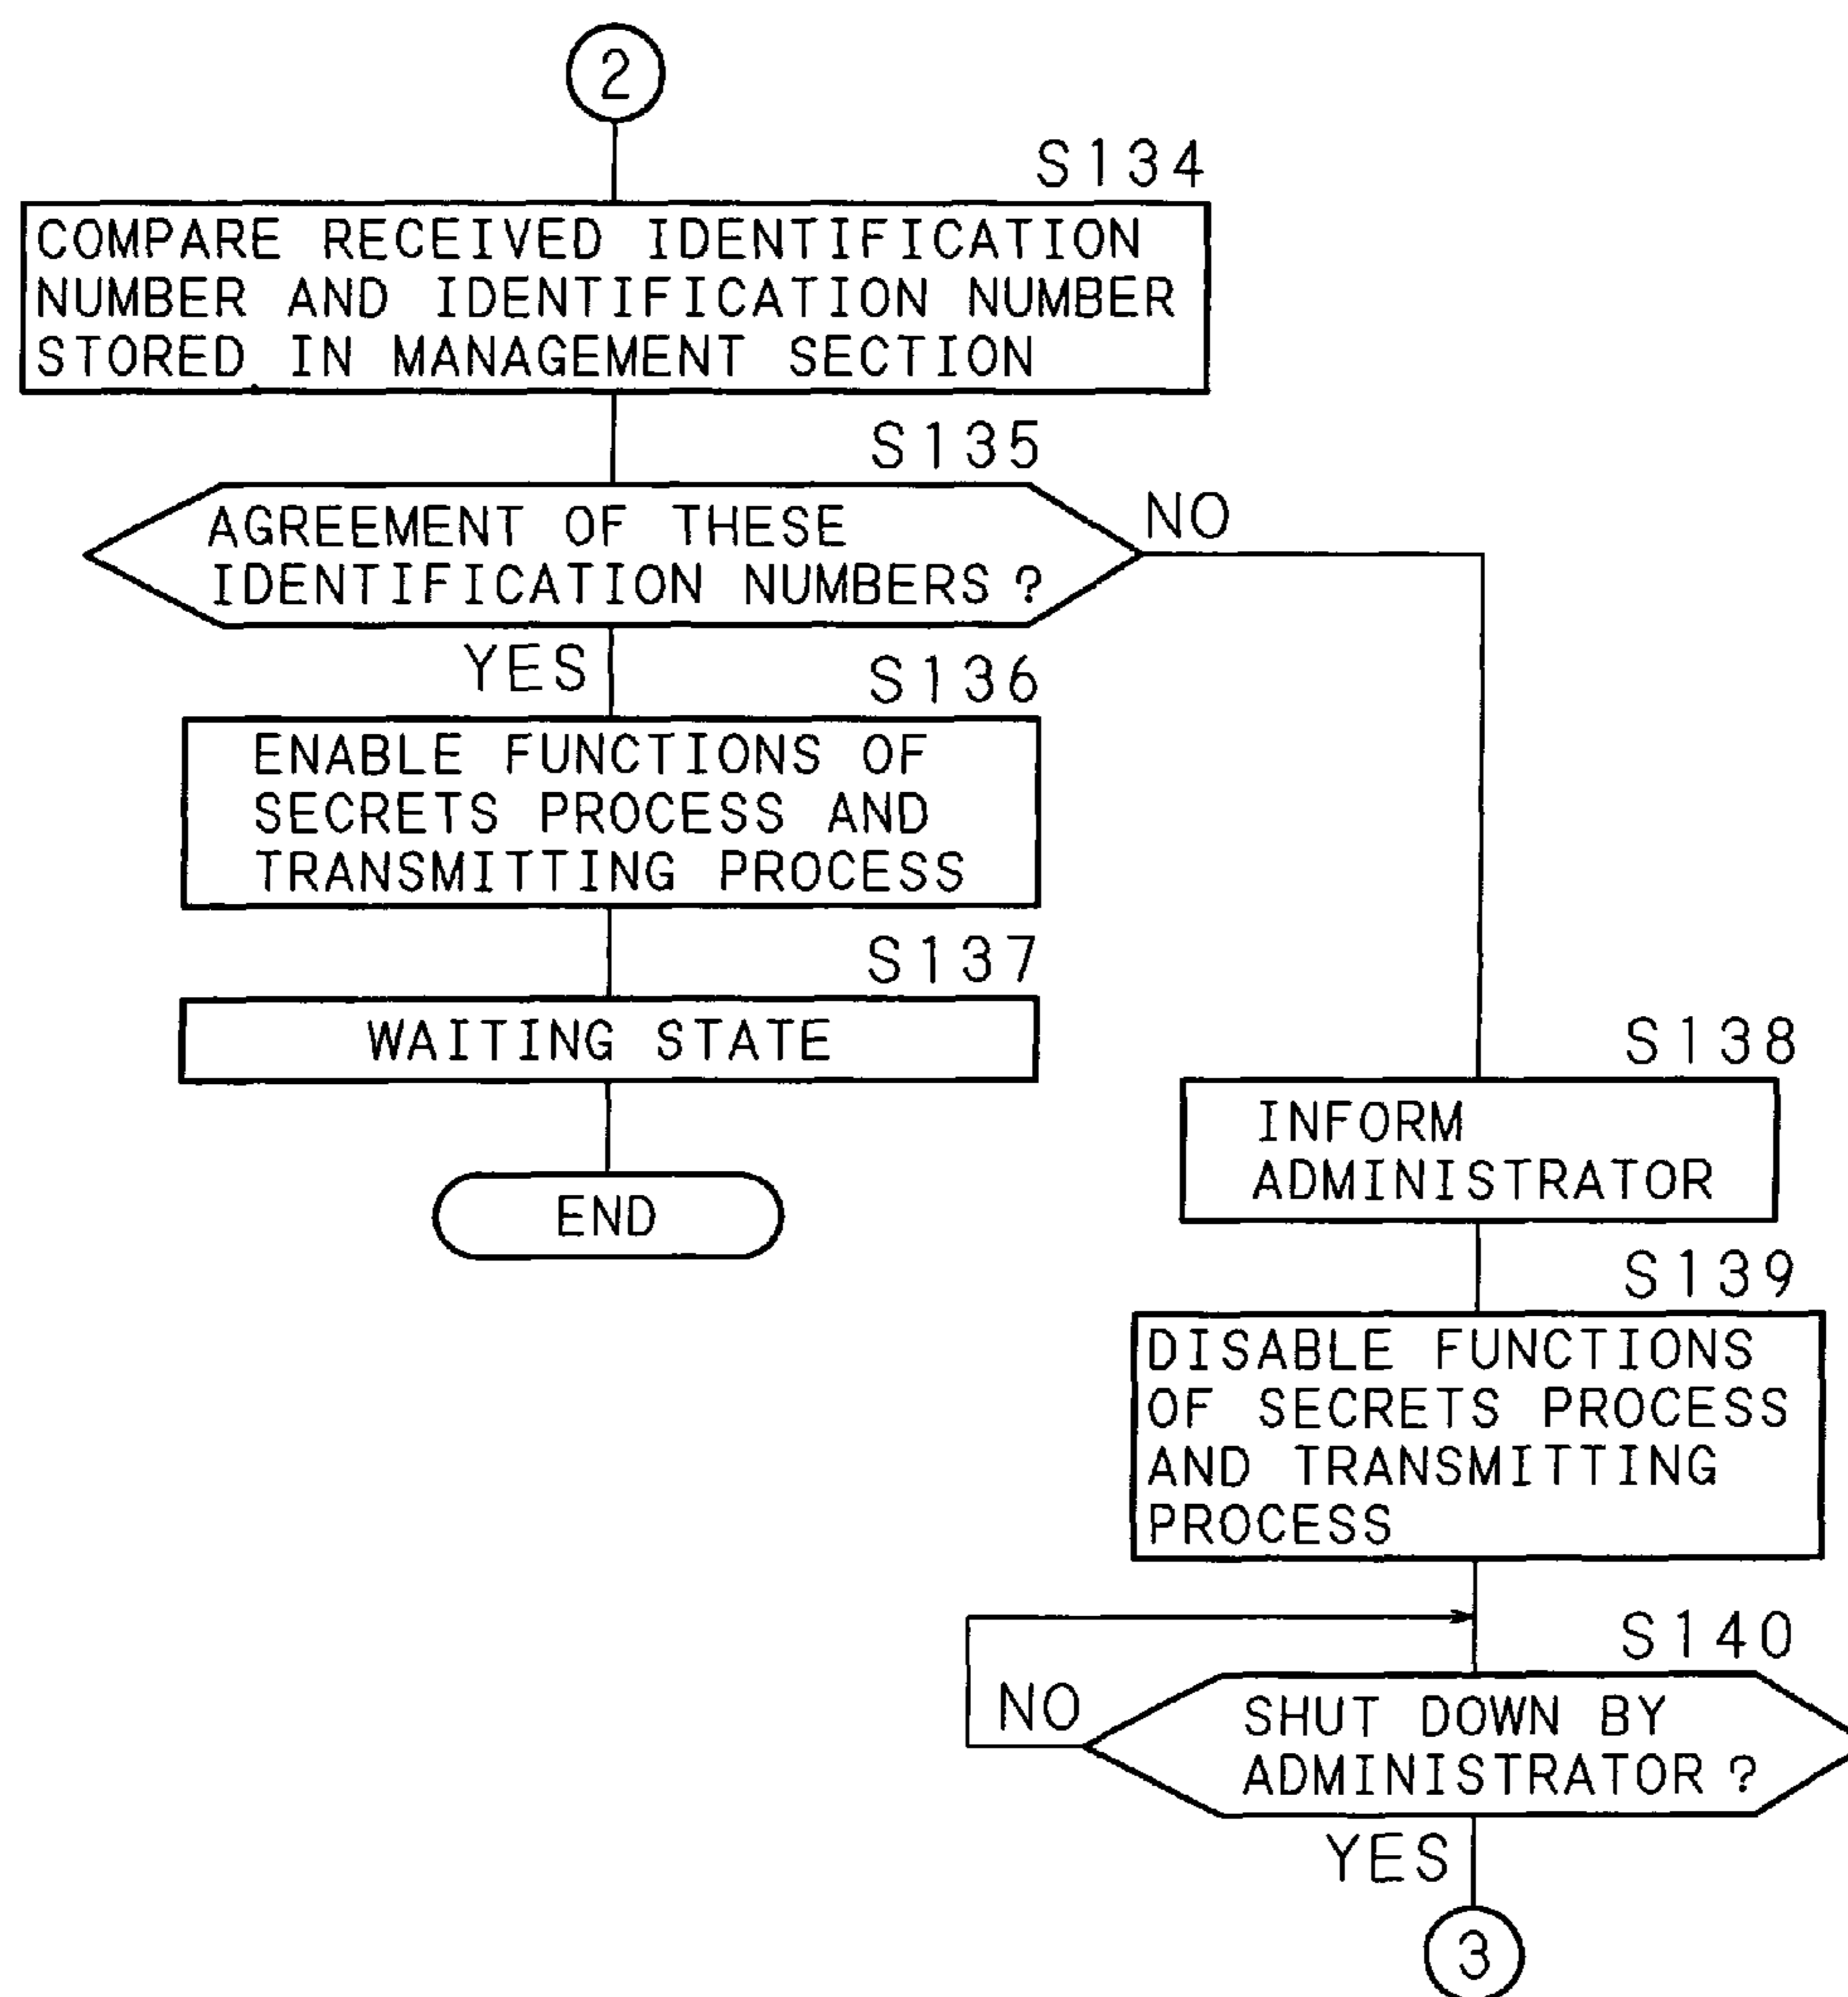 2
S134
COMPARE RECEIVED IDENTIFICATION
NUMBER AND IDENTIFICATION NUMBER
STORED IN MANAGEMENT SECTION
S135
AGREEMENT OF THESE
IDENTIFICATION NUMBERS ?
NO
YES
S136
ENABLE FUNCTIONS OF
SECRETS PROCESS AND
TRANSMITTING PROCESS
S137
WAITING STATE
END
S138
INFORM
ADMINISTRATOR
S139
DISABLE FUNCTIONS
OF SECRETS PROCESS
AND TRANSMITTING
PROCESS
S140
NO
SHUT DOWN BY
ADMINISTRATOR ?
YES
3